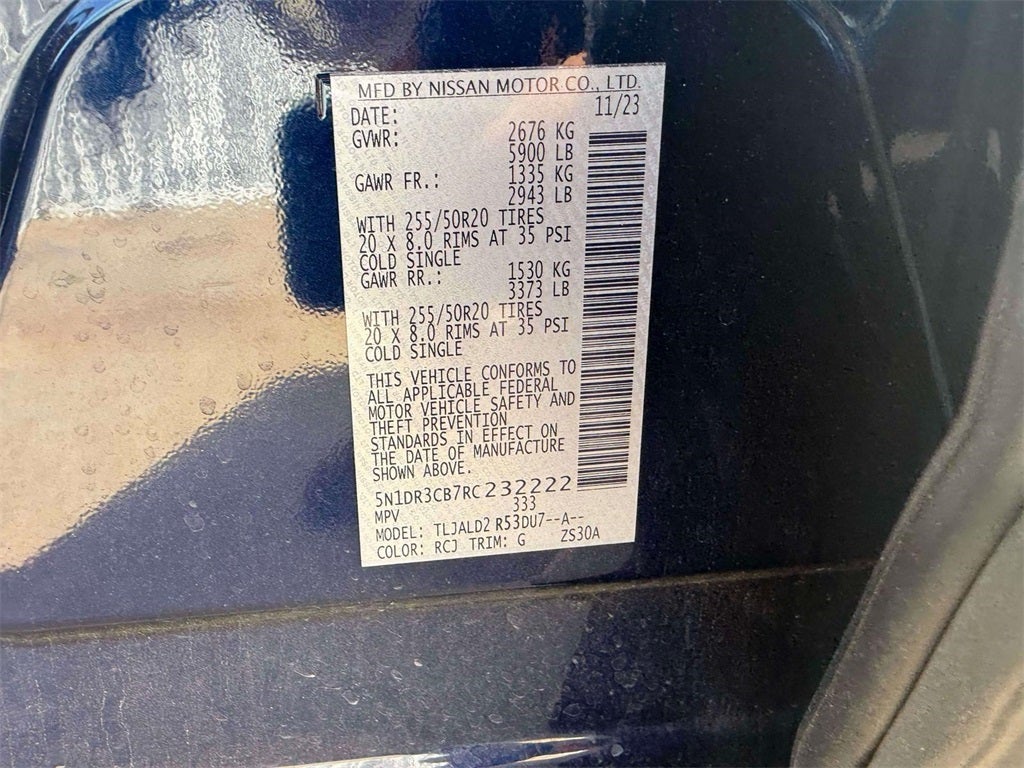 MFD BY NISSAN MOTOR CO., LTD.
DATE: 11/23
GVWR: 2676 KG
5900 LB
GAWR FR.: 1335 KG
2943 LB
WITH 255/50R20 TIRES
20 X 8.0 RIMS AT 35 PSI
COLD SINGLE
GAWR RR.: 1530 KG
3373 LB
WITH 255/50R20 TIRES
20 X 8.0 RIMS AT 35 PSI
COLD SINGLE
THIS VEHICLE CONFORMS TO
ALL APPLICABLE FEDERAL
MOTOR VEHICLE SAFETY AND
THEFT PREVENTION
STANDARDS IN EFFECT ON
THE DATE OF MANUFACTURE
SHOWN ABOVE.
5N1DR3CB7RC232222
MPV 333
MODEL: TLJALD2 R53DU7--A--
COLOR: RCJ TRIM: G ZS30A